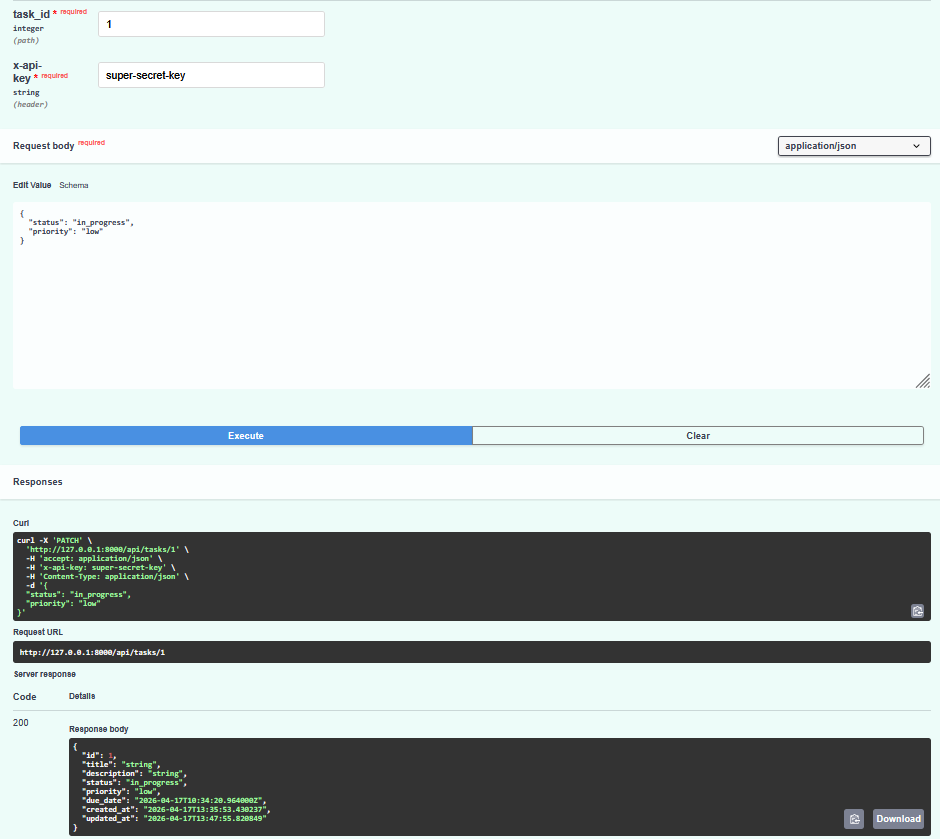 task_id * required
1
integer
(path)
x-api-
key * required
super-secret-key
string
(header)
Request body required
application/json
Edit Value Schema
{
  "status": "in_progress",
  "priority": "low"
}
Execute
Clear
Responses
Curl
curl -X 'PATCH' \
  'http://127.0.0.1:8000/api/tasks/1' \
  -H 'accept: application/json' \
  -H 'x-api-key: super-secret-key' \
  -H 'Content-Type: application/json' \
  -d '{
  "status": "in_progress",
  "priority": "low"
}'
Request URL
http://127.0.0.1:8000/api/tasks/1
Server response
Code Details
200
Response body
{
  "id": 1,
  "title": "string",
  "description": "string",
  "status": "in_progress",
  "priority": "low",
  "due_date": "2026-04-17T10:34:20.964000Z",
  "created_at": "2026-04-17T13:35:53.430237",
  "updated_at": "2026-04-17T13:47:55.820849"
}
Download